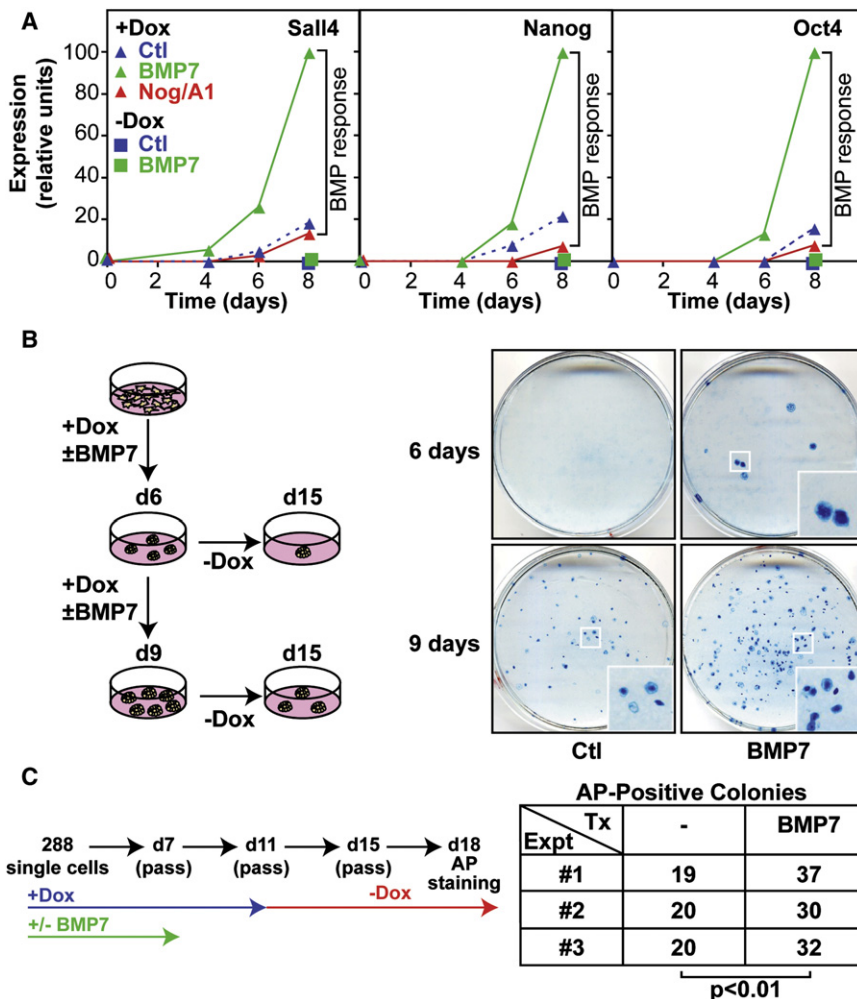 A
+Dox
Ctl
BMP7
Nog/A1
-Dox
Ctl
BMP7
Sall4
Nanog
Oct4
Expression
(relative units)
100
80
60
40
20
0
BMP response
BMP response
BMP response
0 2 4 6 8
0 2 4 6 8
0 2 4 6 8
Time (days)
Time (days)
Time (days)
B
+Dox
±BMP7
d6
d15
-Dox
+Dox
±BMP7
d9
d15
-Dox
6 days
9 days
Ctl
BMP7
C
288
single cells
d7
(pass)
d11
(pass)
d15
(pass)
d18
AP
staining
+Dox
-Dox
+/- BMP7
AP-Positive Colonies
Tx
Expt
- BMP7
#1 19 37
#2 20 30
#3 20 32
p<0.01